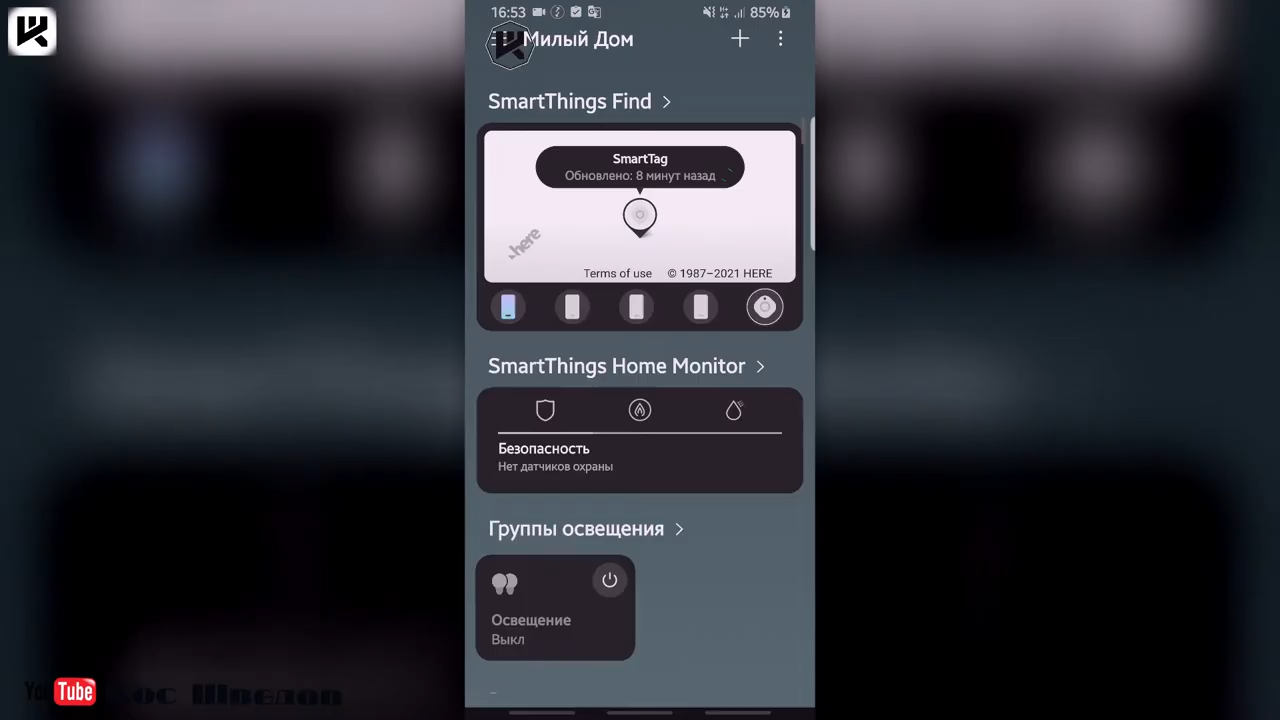 16:53
85%
Милый Дом
SmartThings Find
SmartTag
Обновлено: 8 минут назад
here
Terms of use © 1987–2021 HERE
SmartThings Home Monitor
Безопасность
Нет датчиков охраны
Группы освещения
Освещение
Выкл
YouTube